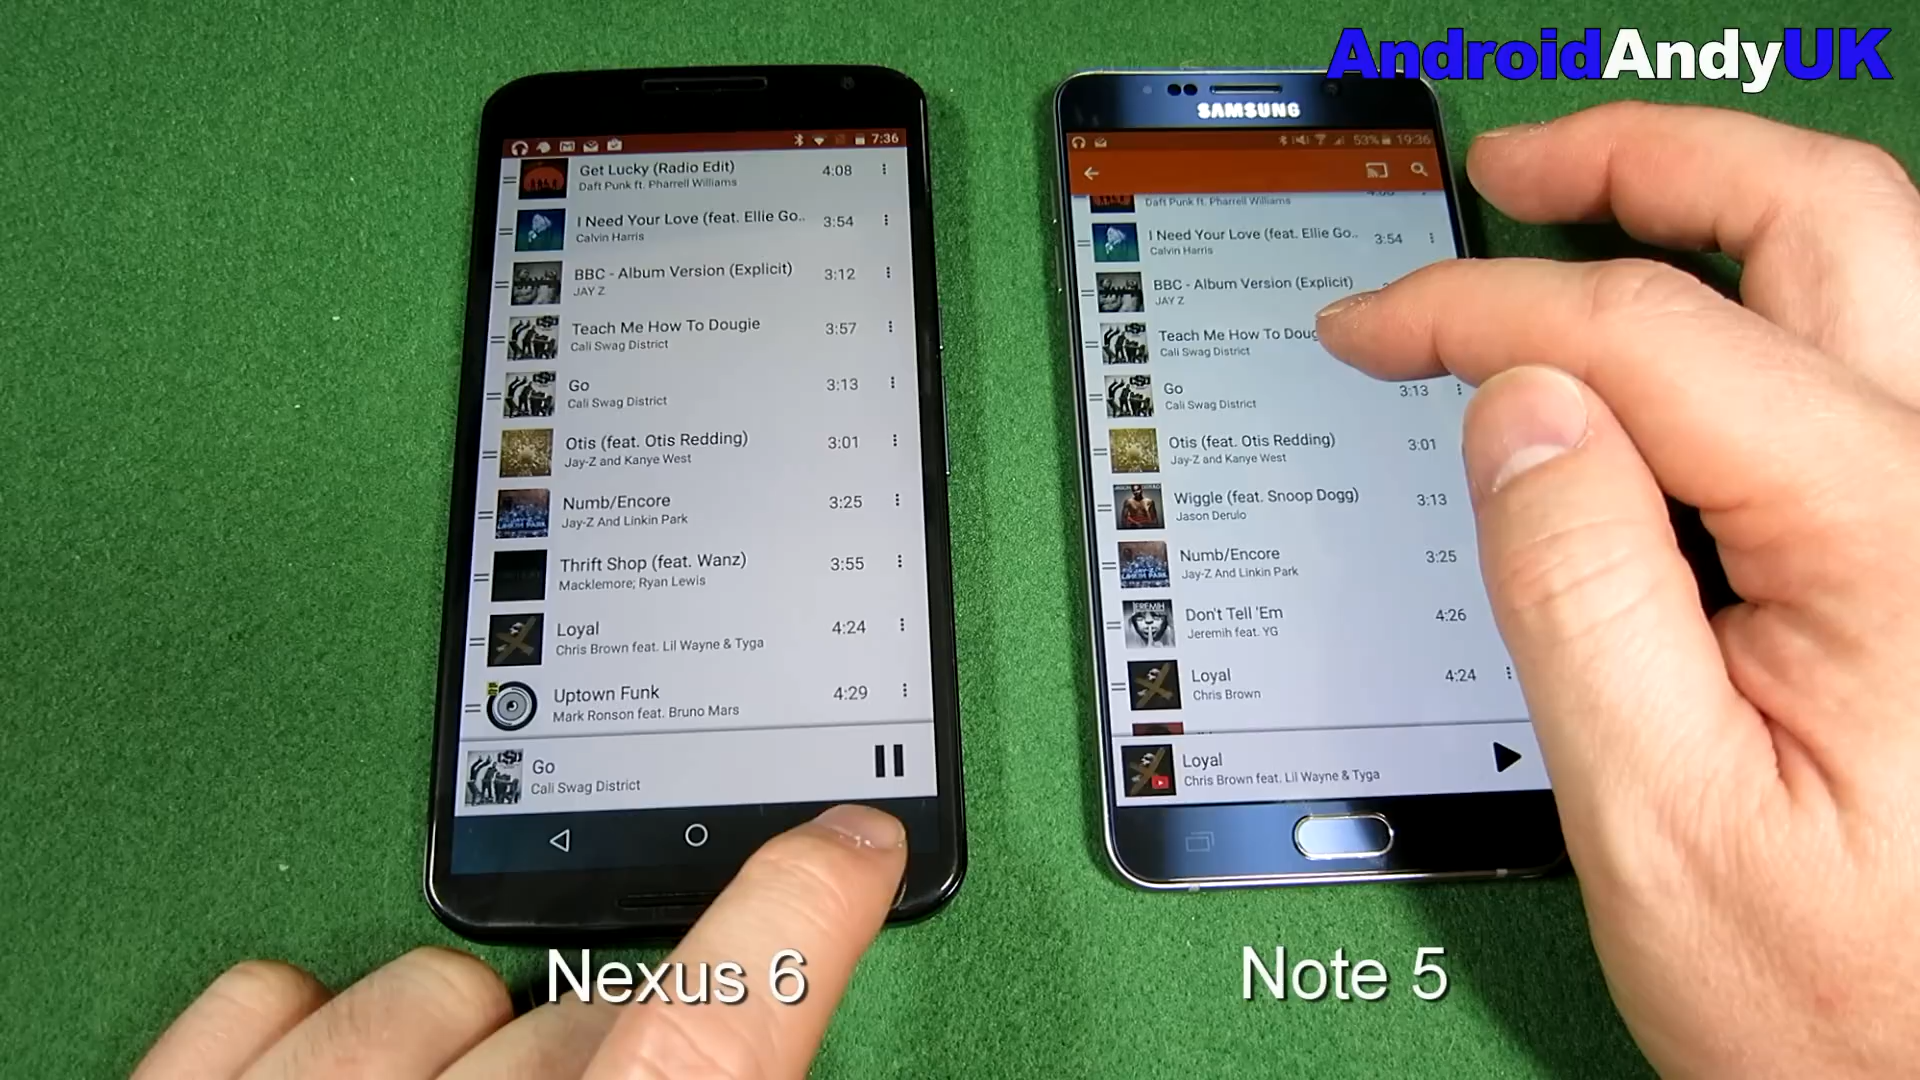 AndroidAndyUK
7:36
Get Lucky (Radio Edit)
4:08
Daft Punk ft. Pharrell Williams
I Need Your Love (feat. Ellie Go..
3:54
Calvin Harris
BBC - Album Version (Explicit)
3:12
JAY Z
Teach Me How To Dougie
3:57
Cali Swag District
Go
3:13
Cali Swag District
Otis (feat. Otis Redding)
3:01
Jay-Z and Kanye West
Numb/Encore
3:25
Jay-Z And Linkin Park
Thrift Shop (feat. Wanz)
3:55
Macklemore; Ryan Lewis
Loyal
4:24
Chris Brown feat. Lil Wayne & Tyga
Uptown Funk
4:29
Mark Ronson feat. Bruno Mars
Go
Cali Swag District
Nexus 6
SAMSUNG
53% 19:36
Daft Punk ft. Pharrell Williams
I Need Your Love (feat. Ellie Go..
3:54
Calvin Harris
BBC - Album Version (Explicit)
JAY Z
Teach Me How To Doug
Cali Swag District
Go
3:13
Cali Swag District
Otis (feat. Otis Redding)
3:01
Jay-Z and Kanye West
Wiggle (feat. Snoop Dogg)
3:13
Jason Derulo
Numb/Encore
3:25
Jay-Z And Linkin Park
JEREMIH
Don't Tell 'Em
4:26
Jeremih feat. YG
Loyal
4:24
Chris Brown
Loyal
Chris Brown feat. Lil Wayne & Tyga
Note 5